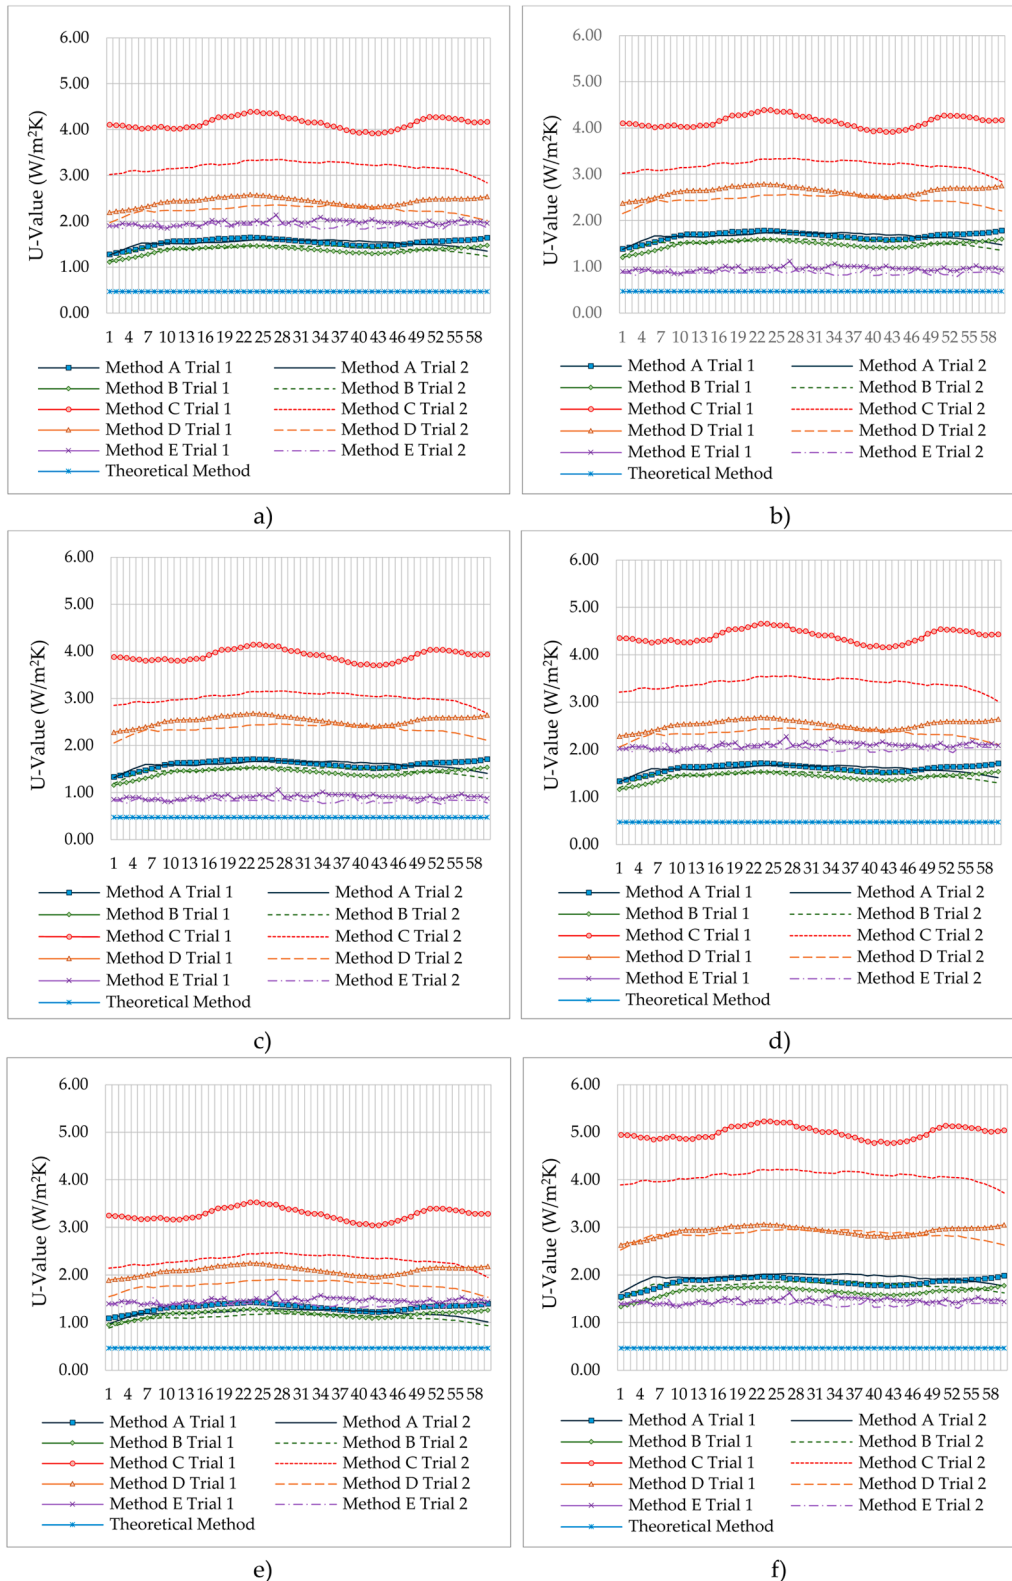 6.00
5.00
4.00
3.00
2.00
1.00
0.00
U-Value (W/m²K)
1 4 7 10 13 16 19 22 25 28 31 34 37 40 43 46 49 52 55 58
Method A Trial 1 Method A Trial 2
Method B Trial 1 Method B Trial 2
Method C Trial 1 Method C Trial 2
Method D Trial 1 Method D Trial 2
Method E Trial 1 Method E Trial 2
Theoretical Method
a)
6.00
5.00
4.00
3.00
2.00
1.00
0.00
U-Value (W/m²K)
1 4 7 10 13 16 19 22 25 28 31 34 37 40 43 46 49 52 55 58
Method A Trial 1 Method A Trial 2
Method B Trial 1 Method B Trial 2
Method C Trial 1 Method C Trial 2
Method D Trial 1 Method D Trial 2
Method E Trial 1 Method E Trial 2
Theoretical Method
b)
6.00
5.00
4.00
3.00
2.00
1.00
0.00
U-Value (W/m²K)
1 4 7 10 13 16 19 22 25 28 31 34 37 40 43 46 49 52 55 58
Method A Trial 1 Method A Trial 2
Method B Trial 1 Method B Trial 2
Method C Trial 1 Method C Trial 2
Method D Trial 1 Method D Trial 2
Method E Trial 1 Method E Trial 2
Theoretical Method
c)
6.00
5.00
4.00
3.00
2.00
1.00
0.00
U-Value (W/m²K)
1 4 7 10 13 16 19 22 25 28 31 34 37 40 43 46 49 52 55 58
Method A Trial 1 Method A Trial 2
Method B Trial 1 Method B Trial 2
Method C Trial 1 Method C Trial 2
Method D Trial 1 Method D Trial 2
Method E Trial 1 Method E Trial 2
Theoretical Method
d)
6.00
5.00
4.00
3.00
2.00
1.00
0.00
U-Value (W/m²K)
1 4 7 10 13 16 19 22 25 28 31 34 37 40 43 46 49 52 55 58
Method A Trial 1 Method A Trial 2
Method B Trial 1 Method B Trial 2
Method C Trial 1 Method C Trial 2
Method D Trial 1 Method D Trial 2
Method E Trial 1 Method E Trial 2
Theoretical Method
e)
6.00
5.00
4.00
3.00
2.00
1.00
0.00
U-Value (W/m²K)
1 4 7 10 13 16 19 22 25 28 31 34 37 40 43 46 49 52 55 58
Method A Trial 1 Method A Trial 2
Method B Trial 1 Method B Trial 2
Method C Trial 1 Method C Trial 2
Method D Trial 1 Method D Trial 2
Method E Trial 1 Method E Trial 2
Theoretical Method
f)